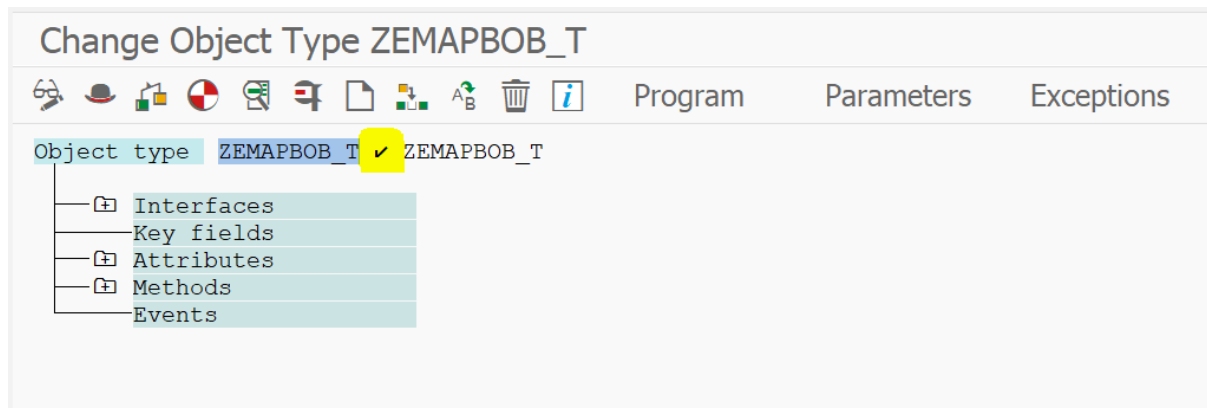 Change Object Type ZEMAPBOB_T
Program Parameters Exceptions
Object type ZEMAPBOB_T ✔ ZEMAPBOB_T
Interfaces
Key fields
Attributes
Methods
Events